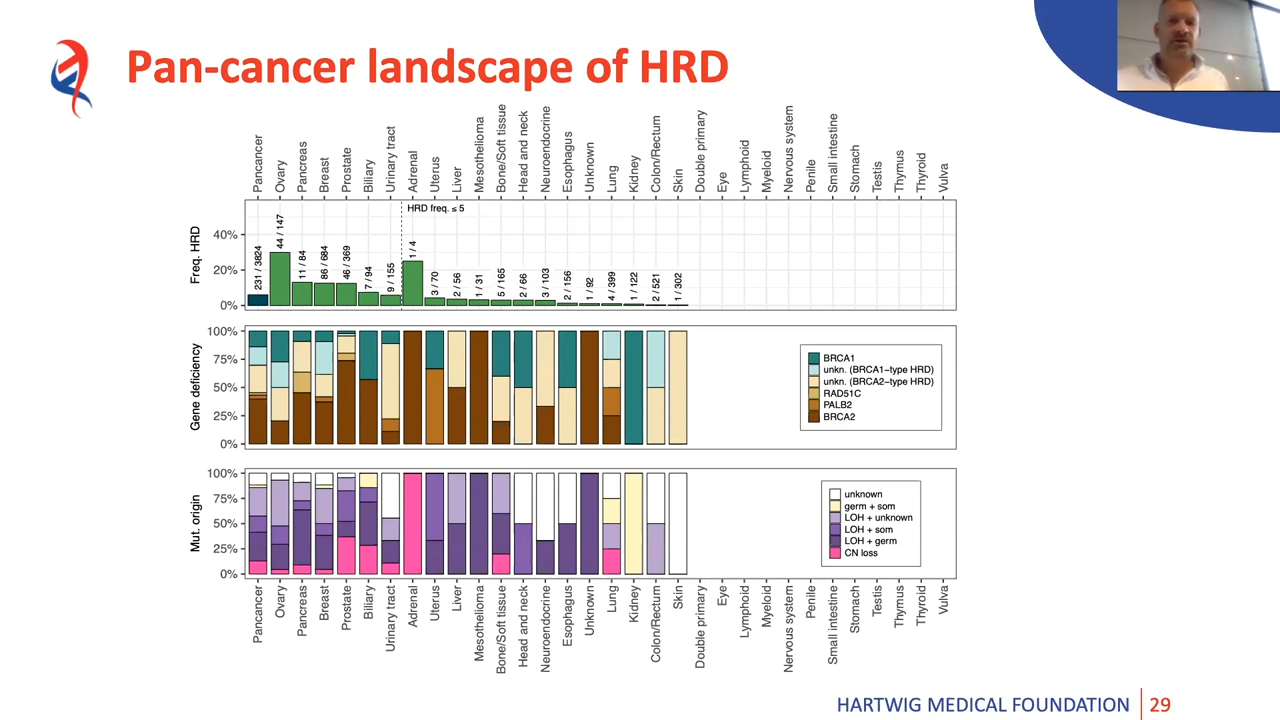 Pan-cancer landscape of HRD
Pancancer
Ovary
Pancreas
Breast
Prostate
Biliary
Urinary tract
Adrenal
Uterus
Liver
Mesothelioma
Bone/Soft tissue
Head and neck
Neuroendocrine
Esophagus
Unknown
Lung
Kidney
Colon/Rectum
Skin
Double primary
Eye
Lymphoid
Myeloid
Nervous system
Penile
Small intestine
Stomach
Testis
Thymus
Thyroid
Vulva
Freq. HRD
40%
20%
0%
HRD freq. ≤ 5
231 / 3824
44 / 147
11 / 84
86 / 684
46 / 369
7 / 94
9 / 155
1 / 4
3 / 70
2 / 56
1 / 31
5 / 165
2 / 66
3 / 103
2 / 156
1 / 92
4 / 399
1 / 122
2 / 521
1 / 302
Gene deficiency
100%
75%
50%
25%
0%
BRCA1
unkn. (BRCA1-type HRD)
unkn. (BRCA2-type HRD)
RAD51C
PALB2
BRCA2
Mut. origin
100%
75%
50%
25%
0%
unknown
germ + som
LOH + unknown
LOH + som
LOH + germ
CN loss
Pancancer
Ovary
Pancreas
Breast
Prostate
Biliary
Urinary tract
Adrenal
Uterus
Liver
Mesothelioma
Bone/Soft tissue
Head and neck
Neuroendocrine
Esophagus
Unknown
Lung
Kidney
Colon/Rectum
Skin
Double primary
Eye
Lymphoid
Myeloid
Nervous system
Penile
Small intestine
Stomach
Testis
Thymus
Thyroid
Vulva
HARTWIG MEDICAL FOUNDATION
29